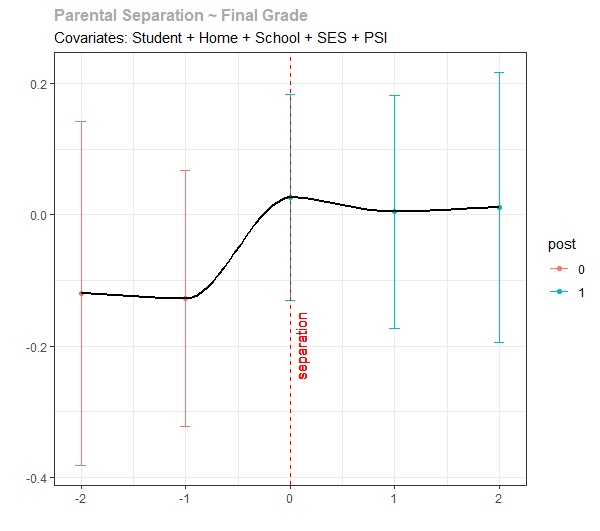 Parental Separation ~ Final Grade
Covariates: Student + Home + School + SES + PSI
0.2
0.0
-0.2
-0.4
separation
-2
-1
0
1
2
post
0
1